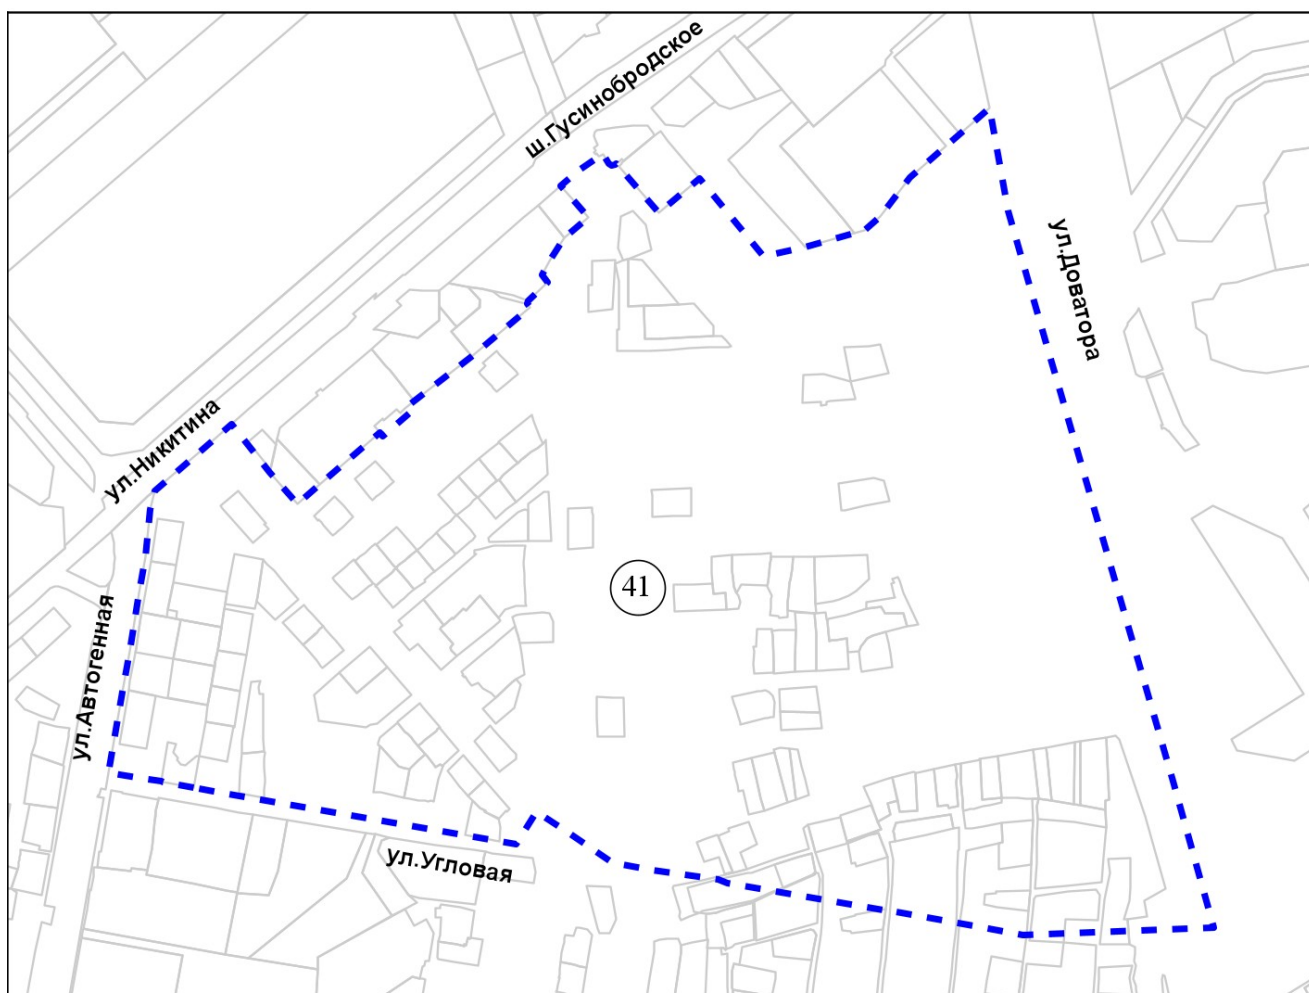 ш.Гусинобродское
ул.Доватора
ул.Никитина
41
ул.Автогенная
ул.Угловая